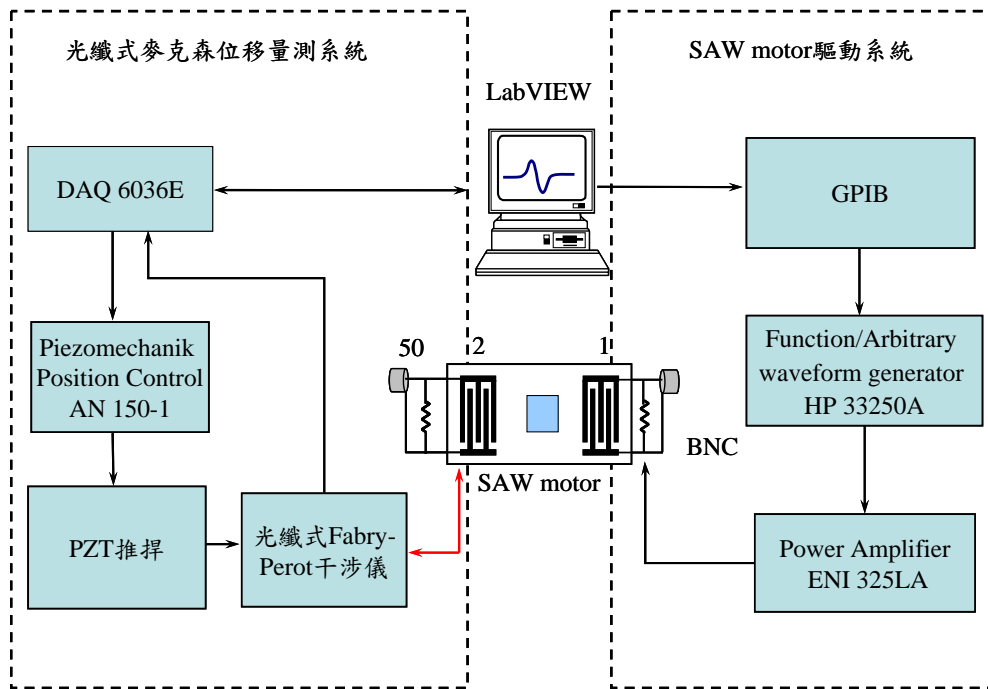 光纖式麥克森位移量測系統
SAW motor驅動系統
LabVIEW
DAQ 6036E
GPIB
Piezomechanik
Position Control
AN 150-1
50
2
1
Function/Arbitrary
waveform generator
HP 33250A
BNC
SAW motor
PZT推捍
光纖式Fabry-
Perot干涉儀
Power Amplifier
ENI 325LA